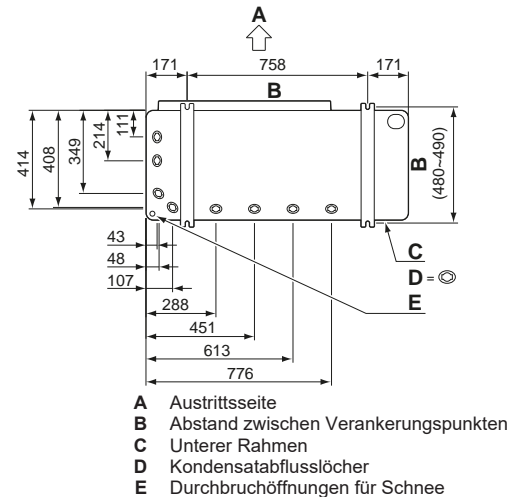 A
171 758 171
B
111
214
349
408
414
B
(480~490)
43
48
107
288
451
613
776
C
D =
E
A Austrittsseite
B Abstand zwischen Verankerungspunkten
C Unterer Rahmen
D Kondensatabflusslöcher
E Durchbruchöffnungen für Schnee